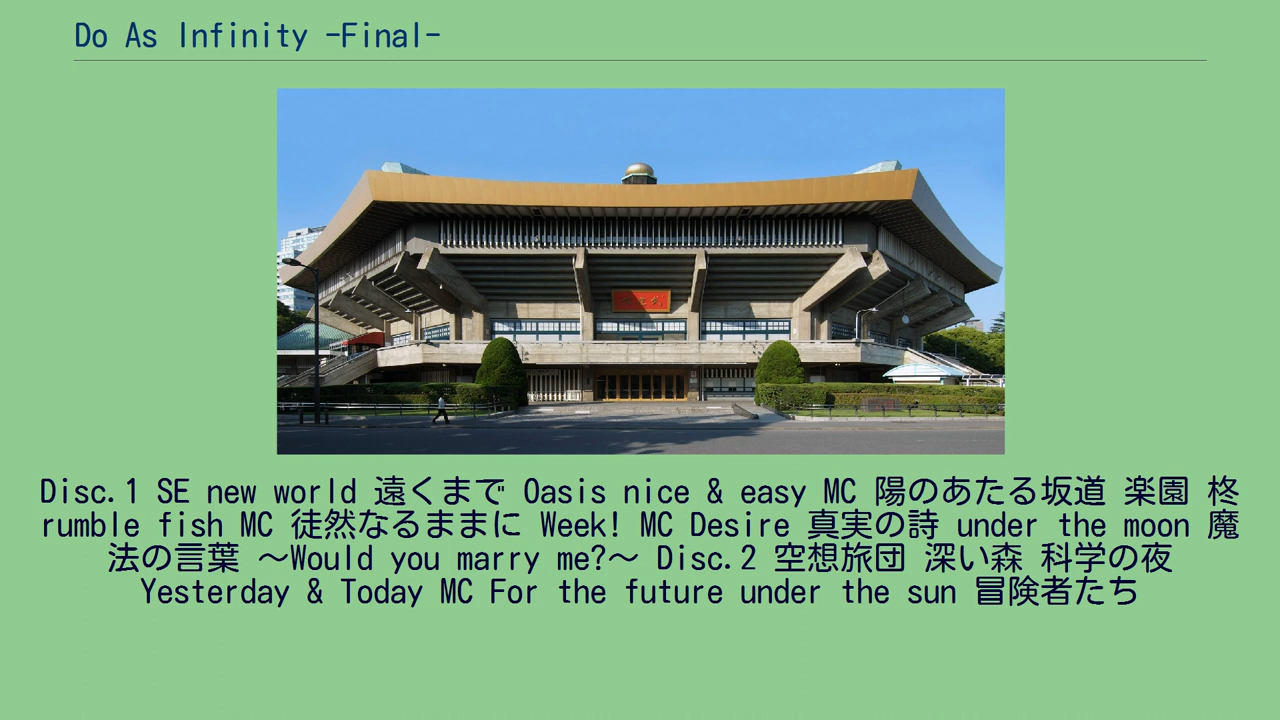 Do As Infinity -Final-
Disc.1 SE new world 遠くまで Oasis nice & easy MC 陽のあたる坂道 楽園 柊
rumble fish MC 徒然なるままに Week! MC Desire 真実の詩 under the moon 魔
法の言葉 ～Would you marry me?～ Disc.2 空想旅団 深い森 科学の夜
Yesterday & Today MC For the future under the sun 冒険者たち